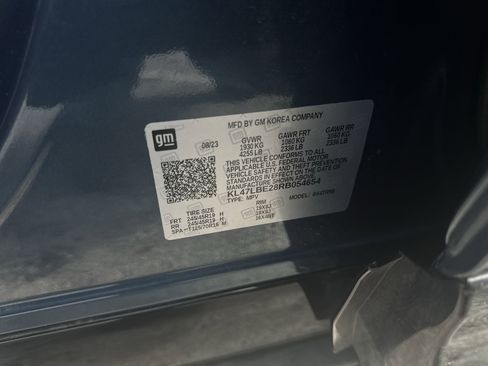 MFD BY GM KOREA COMPANY
gm
08/23
GVWR GAWR FRT GAWR RR
1930 KG 1060 KG 1060 KG
4255 LB 2336 LB 2336 LB
THIS VEHICLE CONFORMS TO ALL
APPLICABLE U.S. FEDERAL MOTOR
VEHICLE SAFETY AND THEFT PREVENTION
STANDARDS IN EFFECT ON THE DATE OF
MANUFACTURE SHOWN ABOVE.
KL47LBE28RB054654
TYPE: MPV MODEL:
TIRE SIZE RIM
FRT 245/45R19 H
RR 245/45R19 H
SPA T125/70R16 M